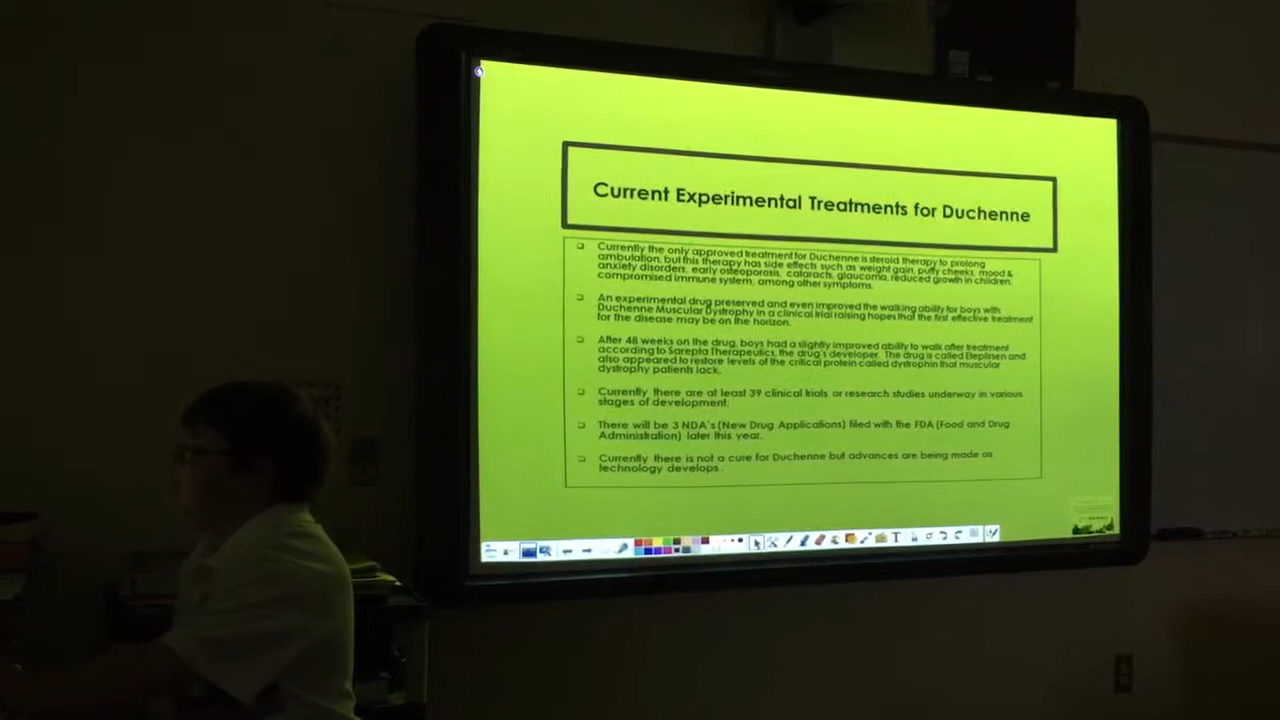 Current Experimental Treatments for Duchenne
Currently the only approved treatment for Duchenne is steroid therapy to prolong
ambulation, but this therapy has side effects such as weight gain, puffy cheeks, mood &
anxiety disorders, early osteoporosis, cataracts, glaucoma, reduced growth in children,
compromised immune system, among other symptoms.
An experimental drug preserved and even improved the walking ability for boys with
Duchenne Muscular Dystrophy in a clinical trial raising hopes that the first effective treatment
for the disease may be on the horizon.
After 48 weeks on the drug, boys had a slightly improved ability to walk after treatment
according to Sarepta Therapeutics, the drug's developer. The drug is called Eteplirsen and
also appeared to restore levels of the critical protein called dystrophin that muscular
dystrophy patients lack.
Currently there are at least 39 clinical trials or research studies underway in various
stages of development.
There will be 3 NDA's (New Drug Applications) filed with the FDA (Food and Drug
Administration) later this year.
Currently there is not a cure for Duchenne but advances are being made as
technology develops.